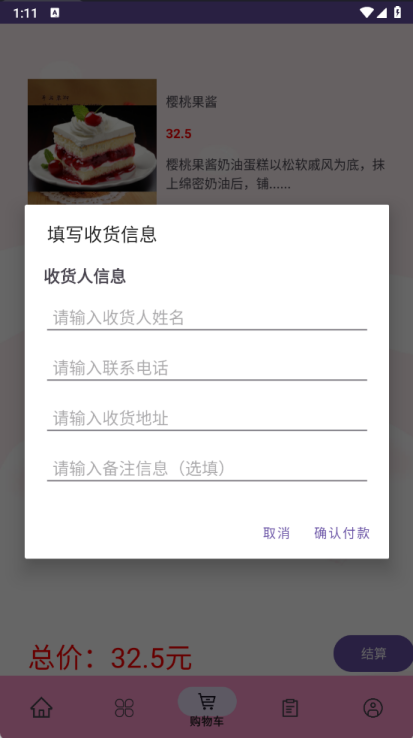 1:11
樱桃果酱
32.5
樱桃果酱奶油蛋糕以松软戚风为底，抹
上绵密奶油后，铺......
填写收货信息
收货人信息
请输入收货人姓名
请输入联系电话
请输入收货地址
请输入备注信息（选填）
取消 确认付款
总价：32.5元
结算
购物车